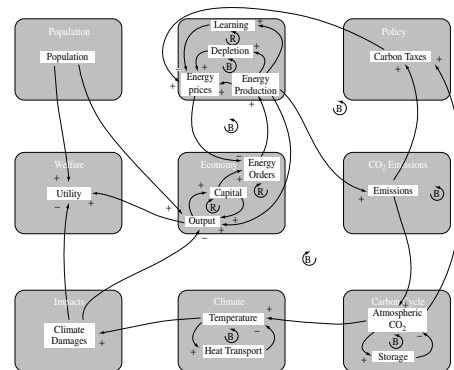 Population
Population
Learning
+
R
Depletion
+
B
Energy
prices
Energy
Production
+
+
+
Policy
Carbon Taxes
+
+
B
B
Welfare
+
Utility
−
+
Economy
Energy
Orders
+
+
Capital
R
R
+
Output
+
+
+
−
CO2 Emissions
Emissions
+
B
B
Impacts
Climate
Damages
+
Climate
Temperature
+
−
B
+
Heat Transport
Carbon Cycle
+
Atmospheric
CO2
−
B
+
Storage